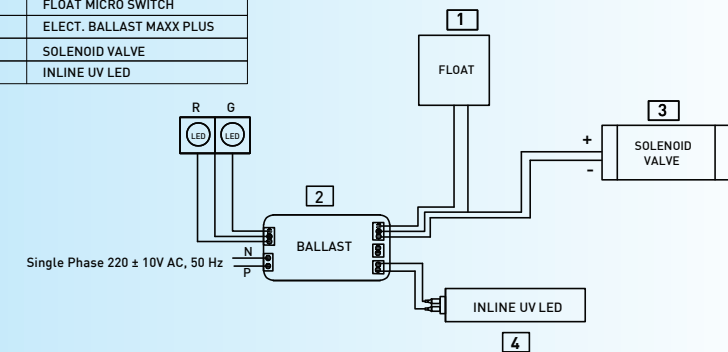 FLOAT MICRO SWITCH
ELECT. BALLAST MAXX PLUS
SOLENOID VALVE
INLINE UV LED
1
FLOAT
R G
LED LED
3
+
-
SOLENOID
VALVE
2
BALLAST
N
Single Phase 220 ± 10V AC, 50 Hz
P
INLINE UV LED
4